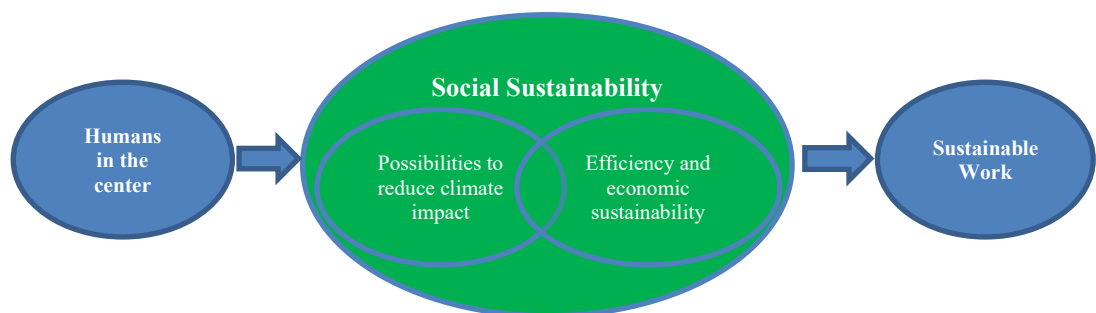 Humans
in the
center
Social Sustainability
Possibilities to
reduce climate
impact
Efficiency and
economic
sustainability
Sustainable
Work